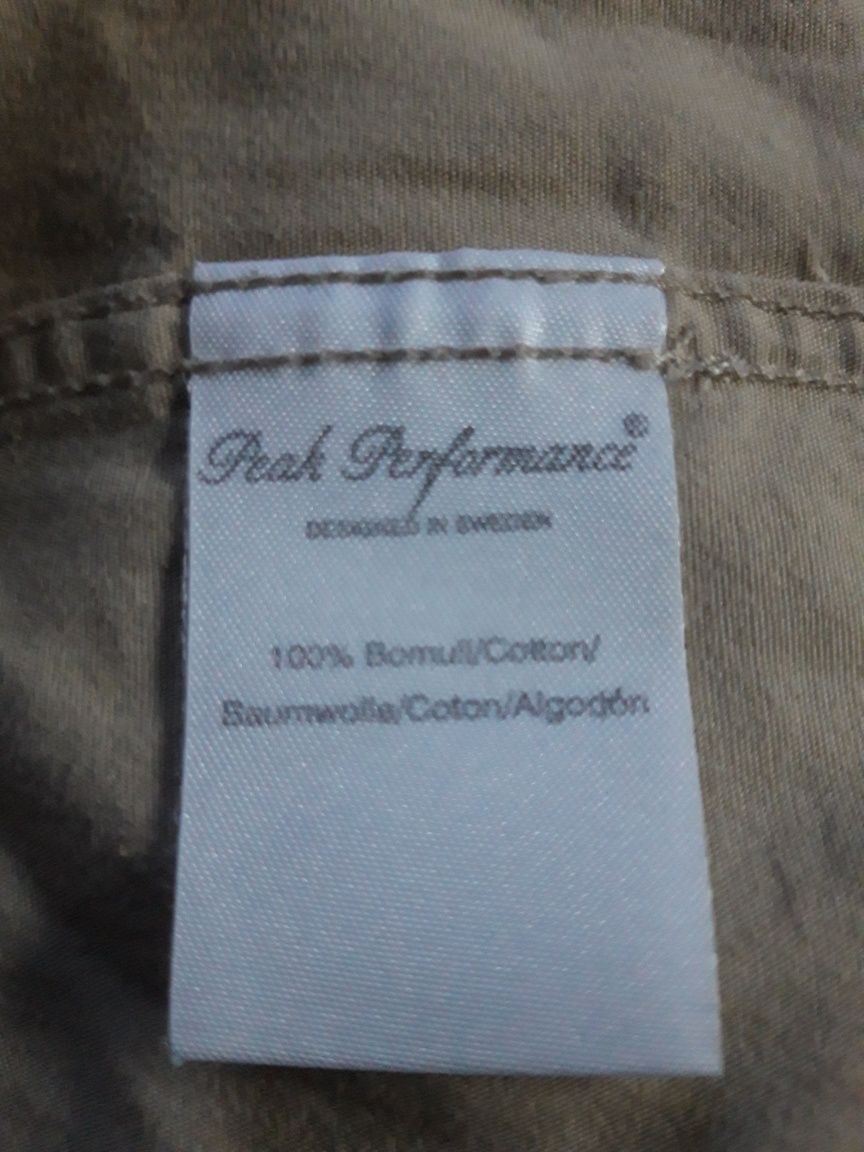 Peak Performance®
DESIGNED IN SWEDEN
100% Bomull/Cotton/
Baumwolle/Coton/Algodón